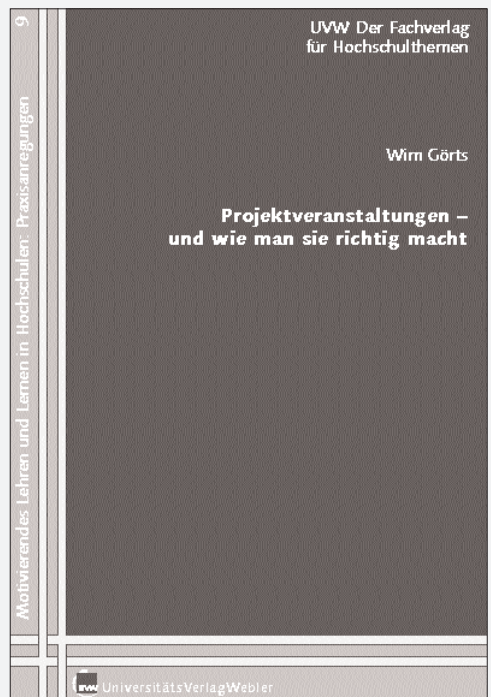 UVW Der Fachverlag
für Hochschulthemen
Wim Görts
Projektveranstaltungen –
und wie man sie richtig macht
Motivierendes Lehren und Lernen in Hochschulen: Praxisanregungen 9
UVW UniversitätsVerlagWebler